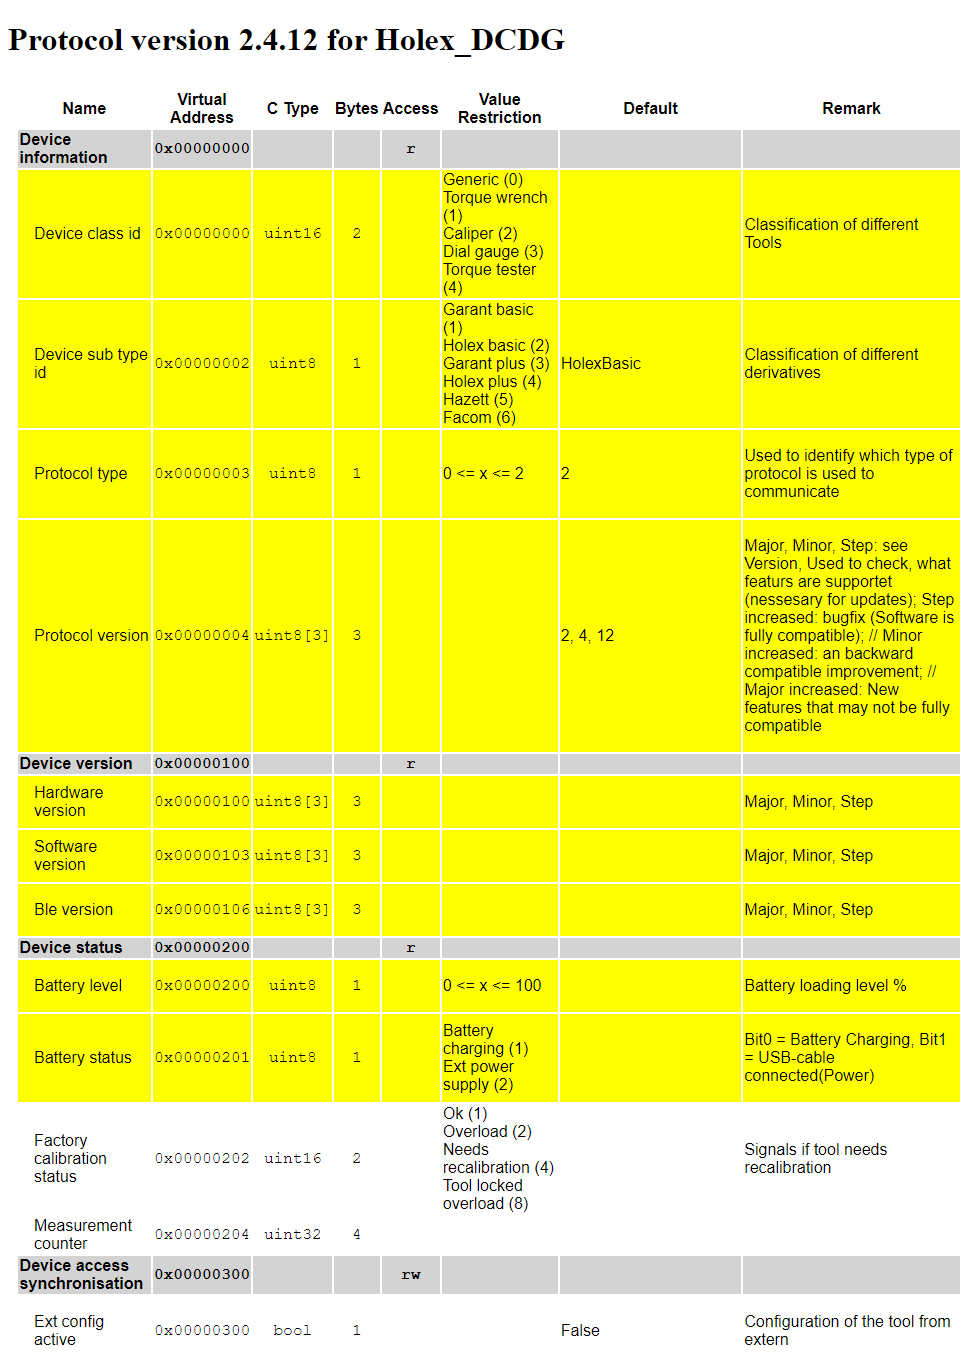 Protocol version 2.4.12 for Holex_DCDG
Name Virtual Address C Type Bytes Access Value Restriction Default Remark
Device information 0x00000000 r
Device class id 0x00000000 uint16 2 Generic (0) Torque wrench (1) Caliper (2) Dial gauge (3) Torque tester (4) Classification of different Tools
Device sub type id 0x00000002 uint8 1 Garant basic (1) Holex basic (2) Garant plus (3) Holex plus (4) Hazett (5) Facom (6) HolexBasic Classification of different derivatives
Protocol type 0x00000003 uint8 1 0 <= x <= 2 2 Used to identify which type of protocol is used to communicate
Protocol version 0x00000004 uint8[3] 3 2, 4, 12 Major, Minor, Step: see Version, Used to check, what featurs are supportet (nessesary for updates); Step increased: bugfix (Software is fully compatible); // Minor increased: an backward compatible improvement; // Major increased: New features that may not be fully compatible
Device version 0x00000100 r
Hardware version 0x00000100 uint8[3] 3 Major, Minor, Step
Software version 0x00000103 uint8[3] 3 Major, Minor, Step
Ble version 0x00000106 uint8[3] 3 Major, Minor, Step
Device status 0x00000200 r
Battery level 0x00000200 uint8 1 0 <= x <= 100 Battery loading level %
Battery status 0x00000201 uint8 1 Battery charging (1) Ext power supply (2) Bit0 = Battery Charging, Bit1 = USB-cable connected(Power)
Factory calibration status 0x00000202 uint16 2 Ok (1) Overload (2) Needs recalibration (4) Tool locked overload (8) Signals if tool needs recalibration
Measurement counter 0x00000204 uint32 4
Device access synchronisation 0x00000300 rw
Ext config active 0x00000300 bool 1 False Configuration of the tool from extern